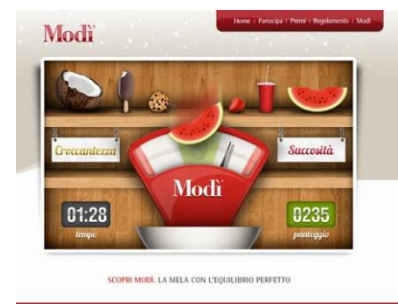 Modì
Home | Partecipa | Premi | Regolamento | Modì
Croccantezza
Succosità
Modì
01:28
0235
tempo
punteggio
SCOPRI MODÌ. LA MELA CON L'EQUILIBRIO PERFETTO